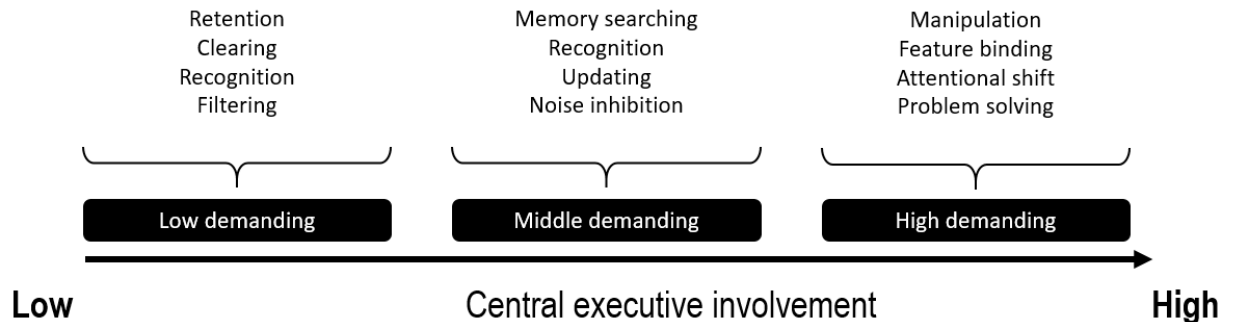 Retention
Clearing
Recognition
Filtering
Memory searching
Recognition
Updating
Noise inhibition
Manipulation
Feature binding
Attentional shift
Problem solving
Low demanding
Middle demanding
High demanding
Low
Central executive involvement
High